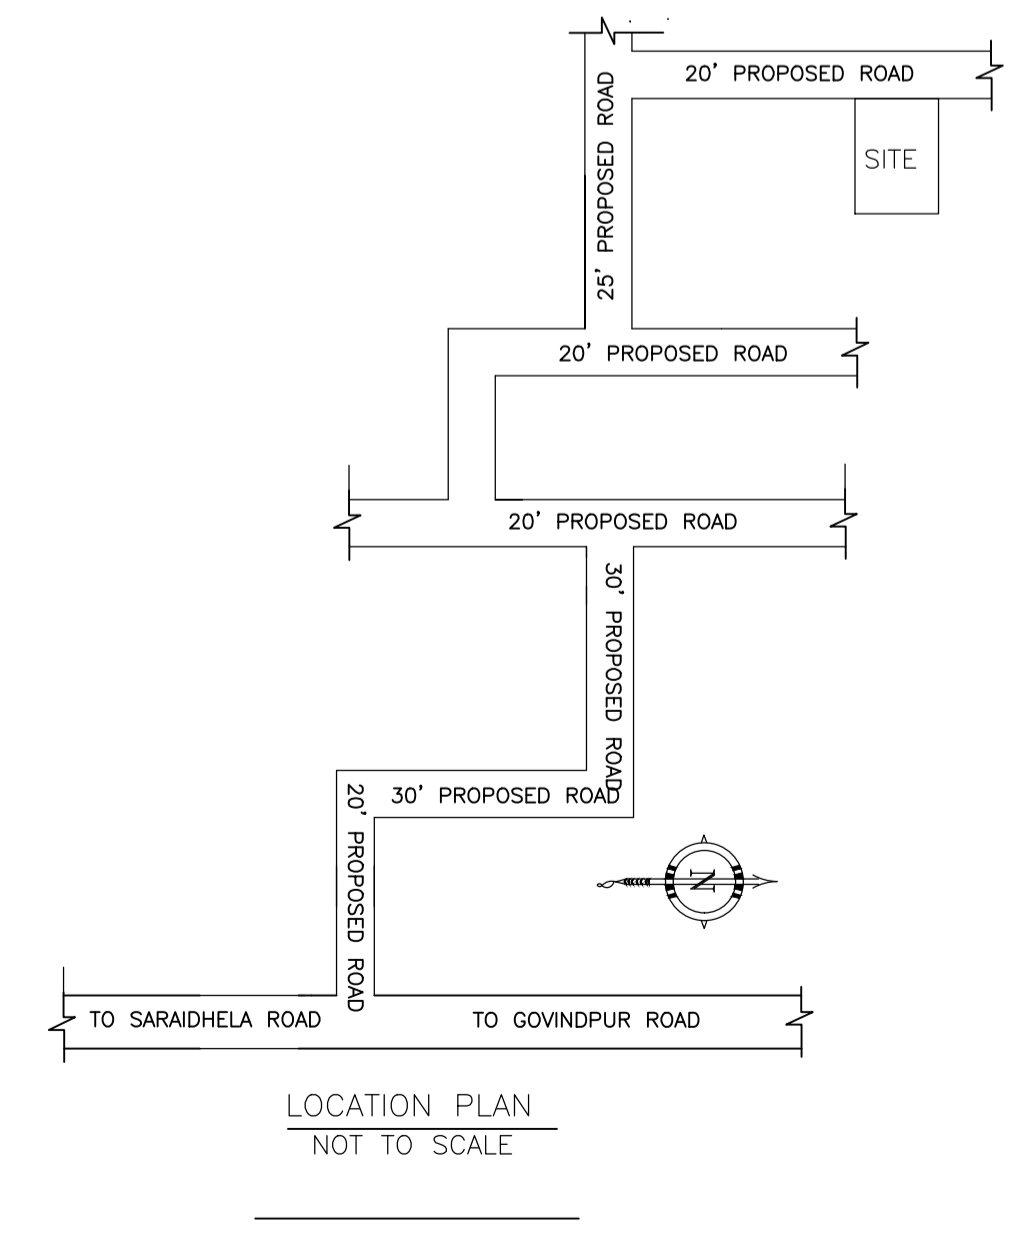 20' PROPOSED ROAD
25' PROPOSED ROAD
SITE
20' PROPOSED ROAD
20' PROPOSED ROAD
30' PROPOSED ROAD
30' PROPOSED ROAD
20' PROPOSED ROAD
N
TO SARAIDHELA ROAD
TO GOVINDPUR ROAD
LOCATION PLAN
NOT TO SCALE